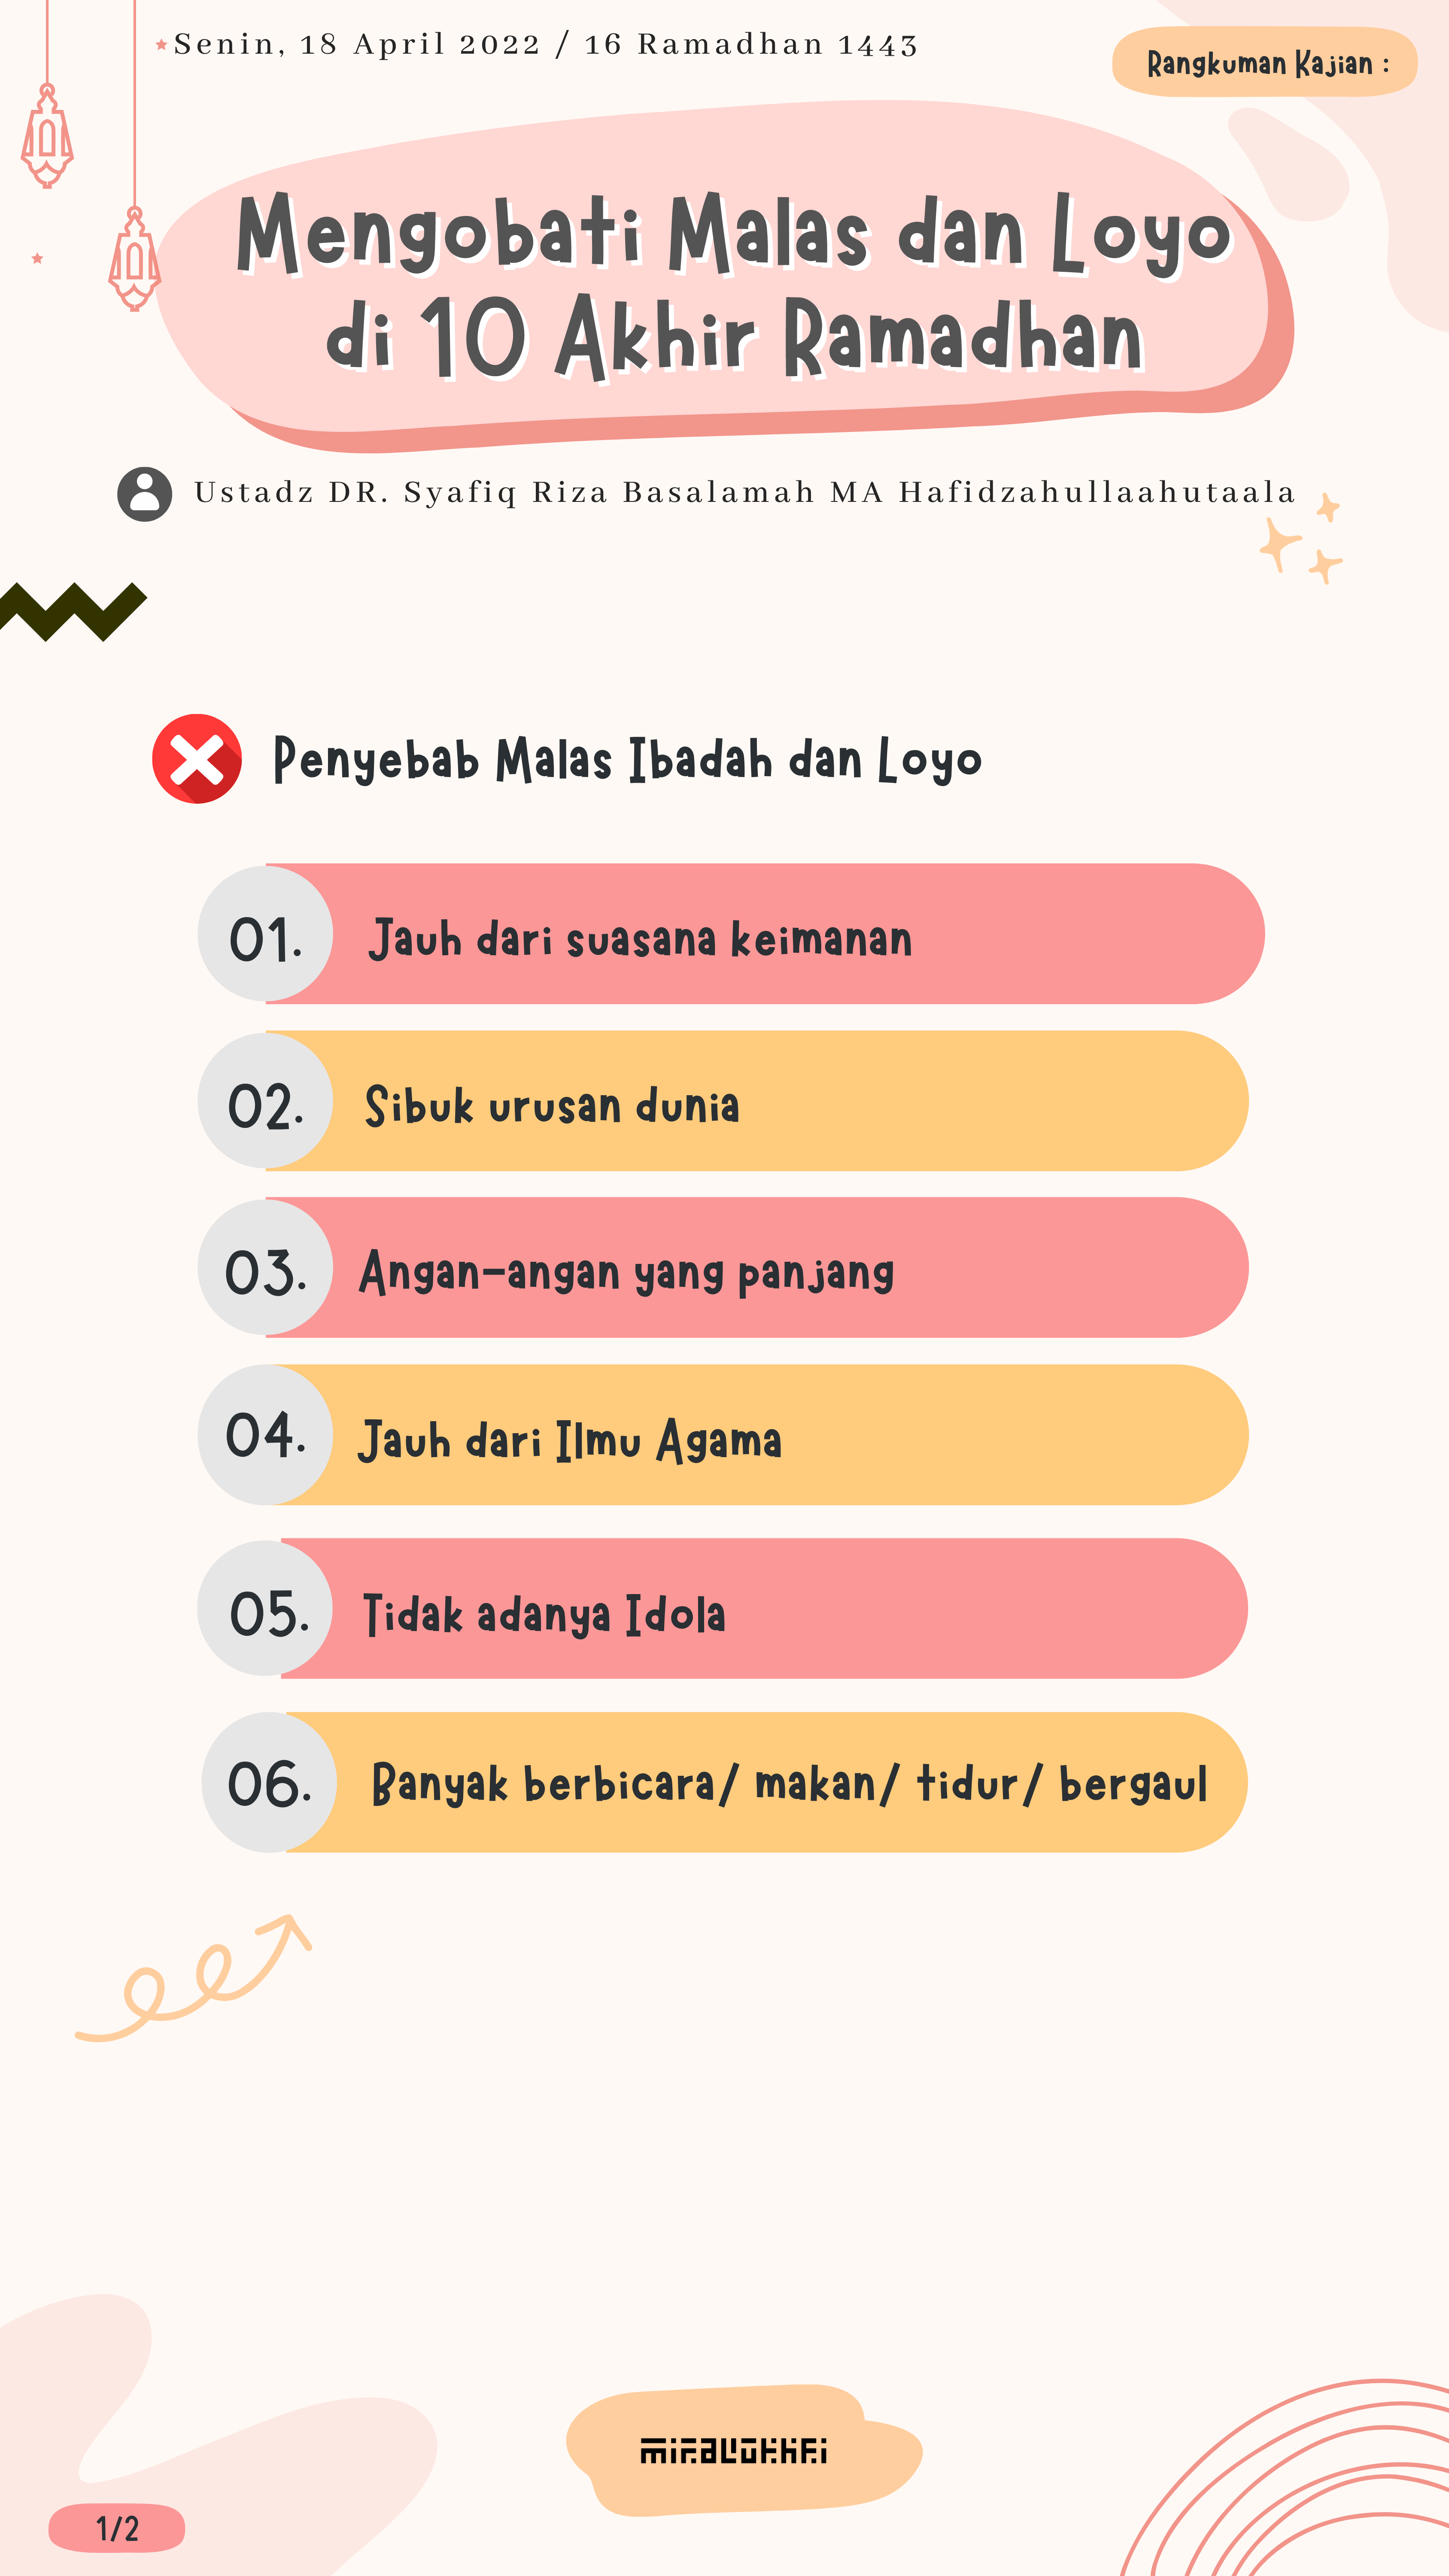 Senin, 18 April 2022 / 16 Ramadhan 1443
Rangkuman Kajian :
Mengobati Malas dan Loyo
di 10 Akhir Ramadhan
Ustadz DR. Syafiq Riza Basalamah MA Hafidzahullaahutaala
Penyebab Malas Ibadah dan Loyo
01. Jauh dari suasana keimanan
02. Sibuk urusan dunia
03. Angan-angan yang panjang
04. Jauh dari Ilmu Agama
05. Tidak adanya Idola
06. Banyak berbicara/ makan/ tidur/ bergaul
1/2